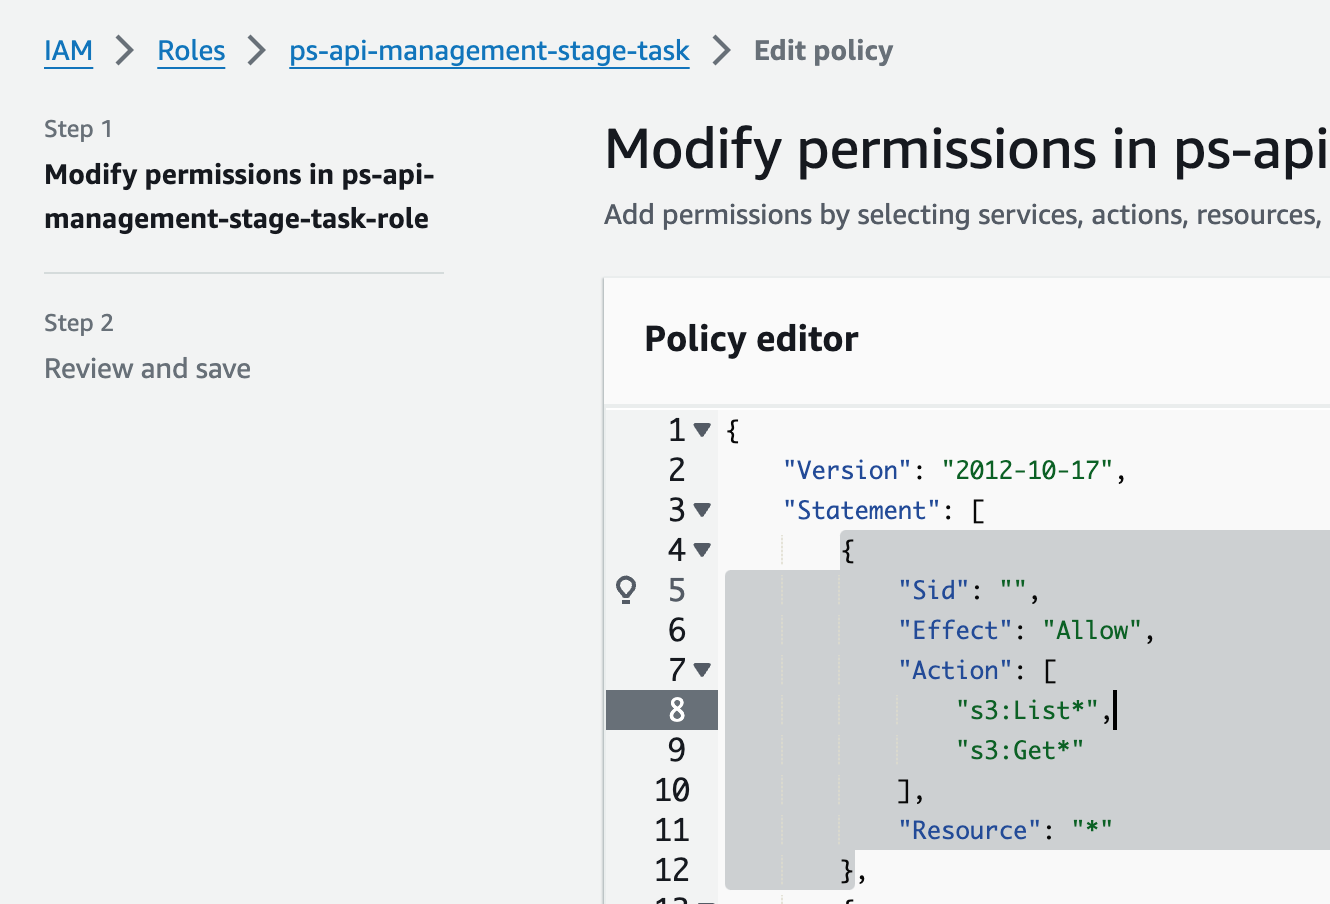 IAM > Roles > ps-api-management-stage-task > Edit policy
Step 1
Modify permissions in ps-api-
management-stage-task-role
Step 2
Review and save
Modify permissions in ps-api
Add permissions by selecting services, actions, resources,
Policy editor
1 {
2 "Version": "2012-10-17",
3 "Statement": [
4 {
5 "Sid": "",
6 "Effect": "Allow",
7 "Action": [
8 "s3:List*",
9 "s3:Get*"
10 ],
11 "Resource": "*"
12 },
13 {